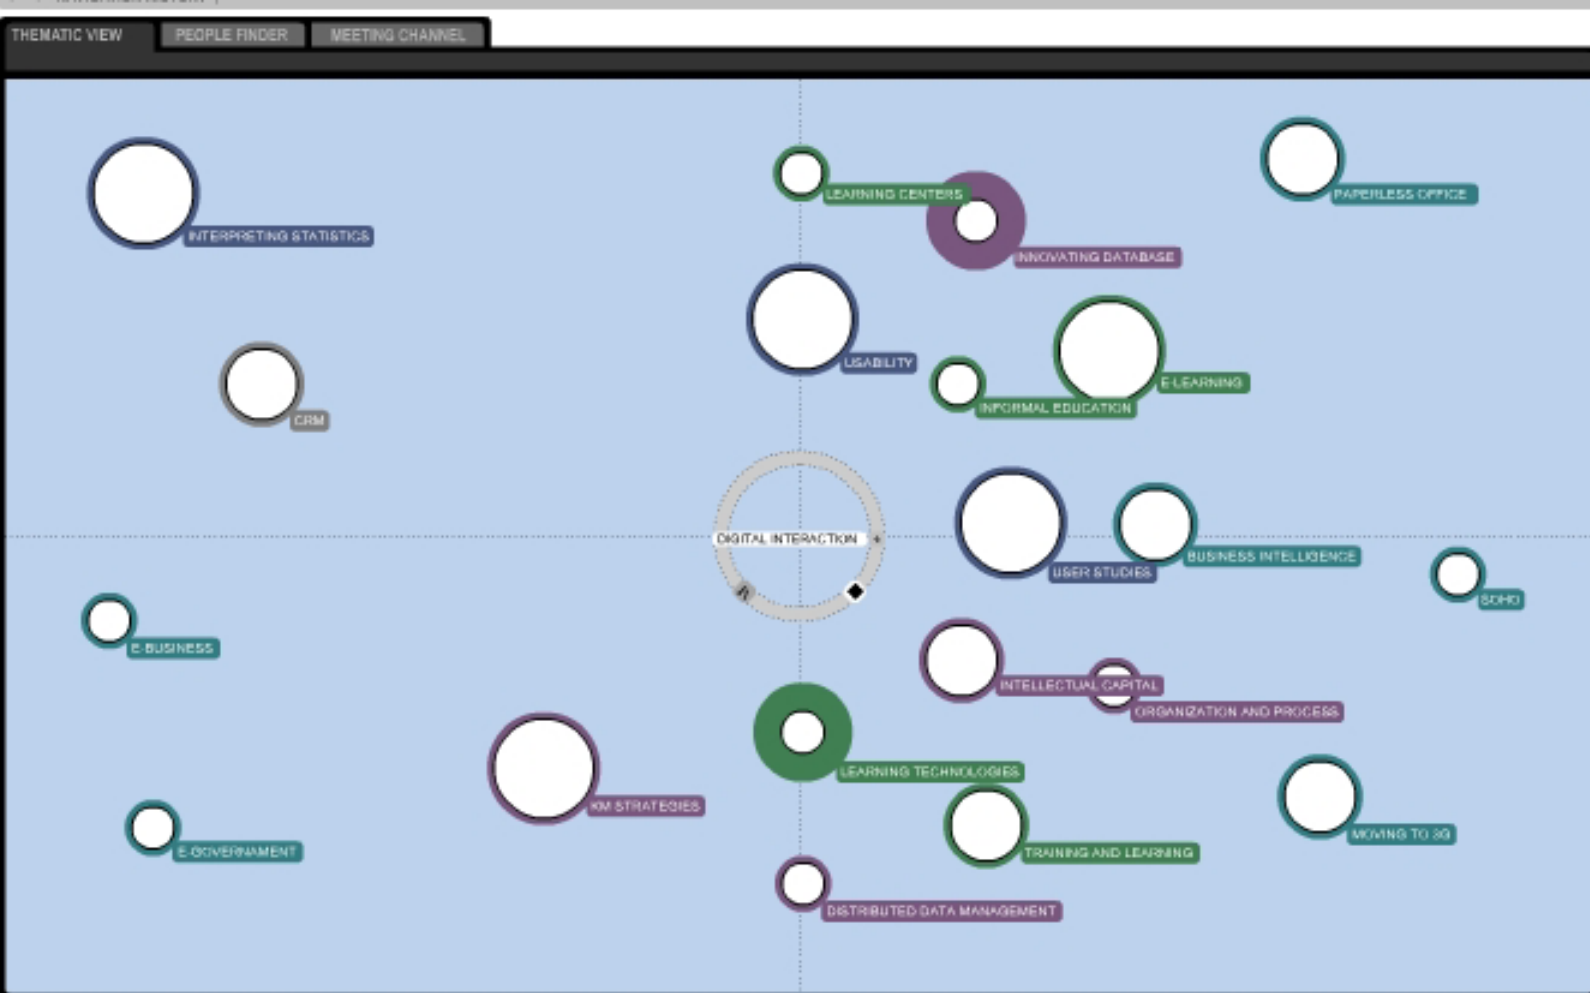 THEMATIC VIEW
PEOPLE FINDER
MEETING CHANNEL
LEARNING CENTERS
PAPERLESS OFFICE
INTERPRETING STATISTICS
INNOVATING DATABASE
USABILITY
E-LEARNING
INFORMAL EDUCATION
CRM
DIGITAL INTERACTION
BUSINESS INTELLIGENCE
USER STUDIES
SOHO
E-BUSINESS
INTELLECTUAL CAPITAL
ORGANIZATION AND PROCESS
LEARNING TECHNOLOGIES
KM STRATEGIES
MOVING TO 3G
E-GOVERNAMENT
TRAINING AND LEARNING
DISTRIBUTED DATA MANAGEMENT